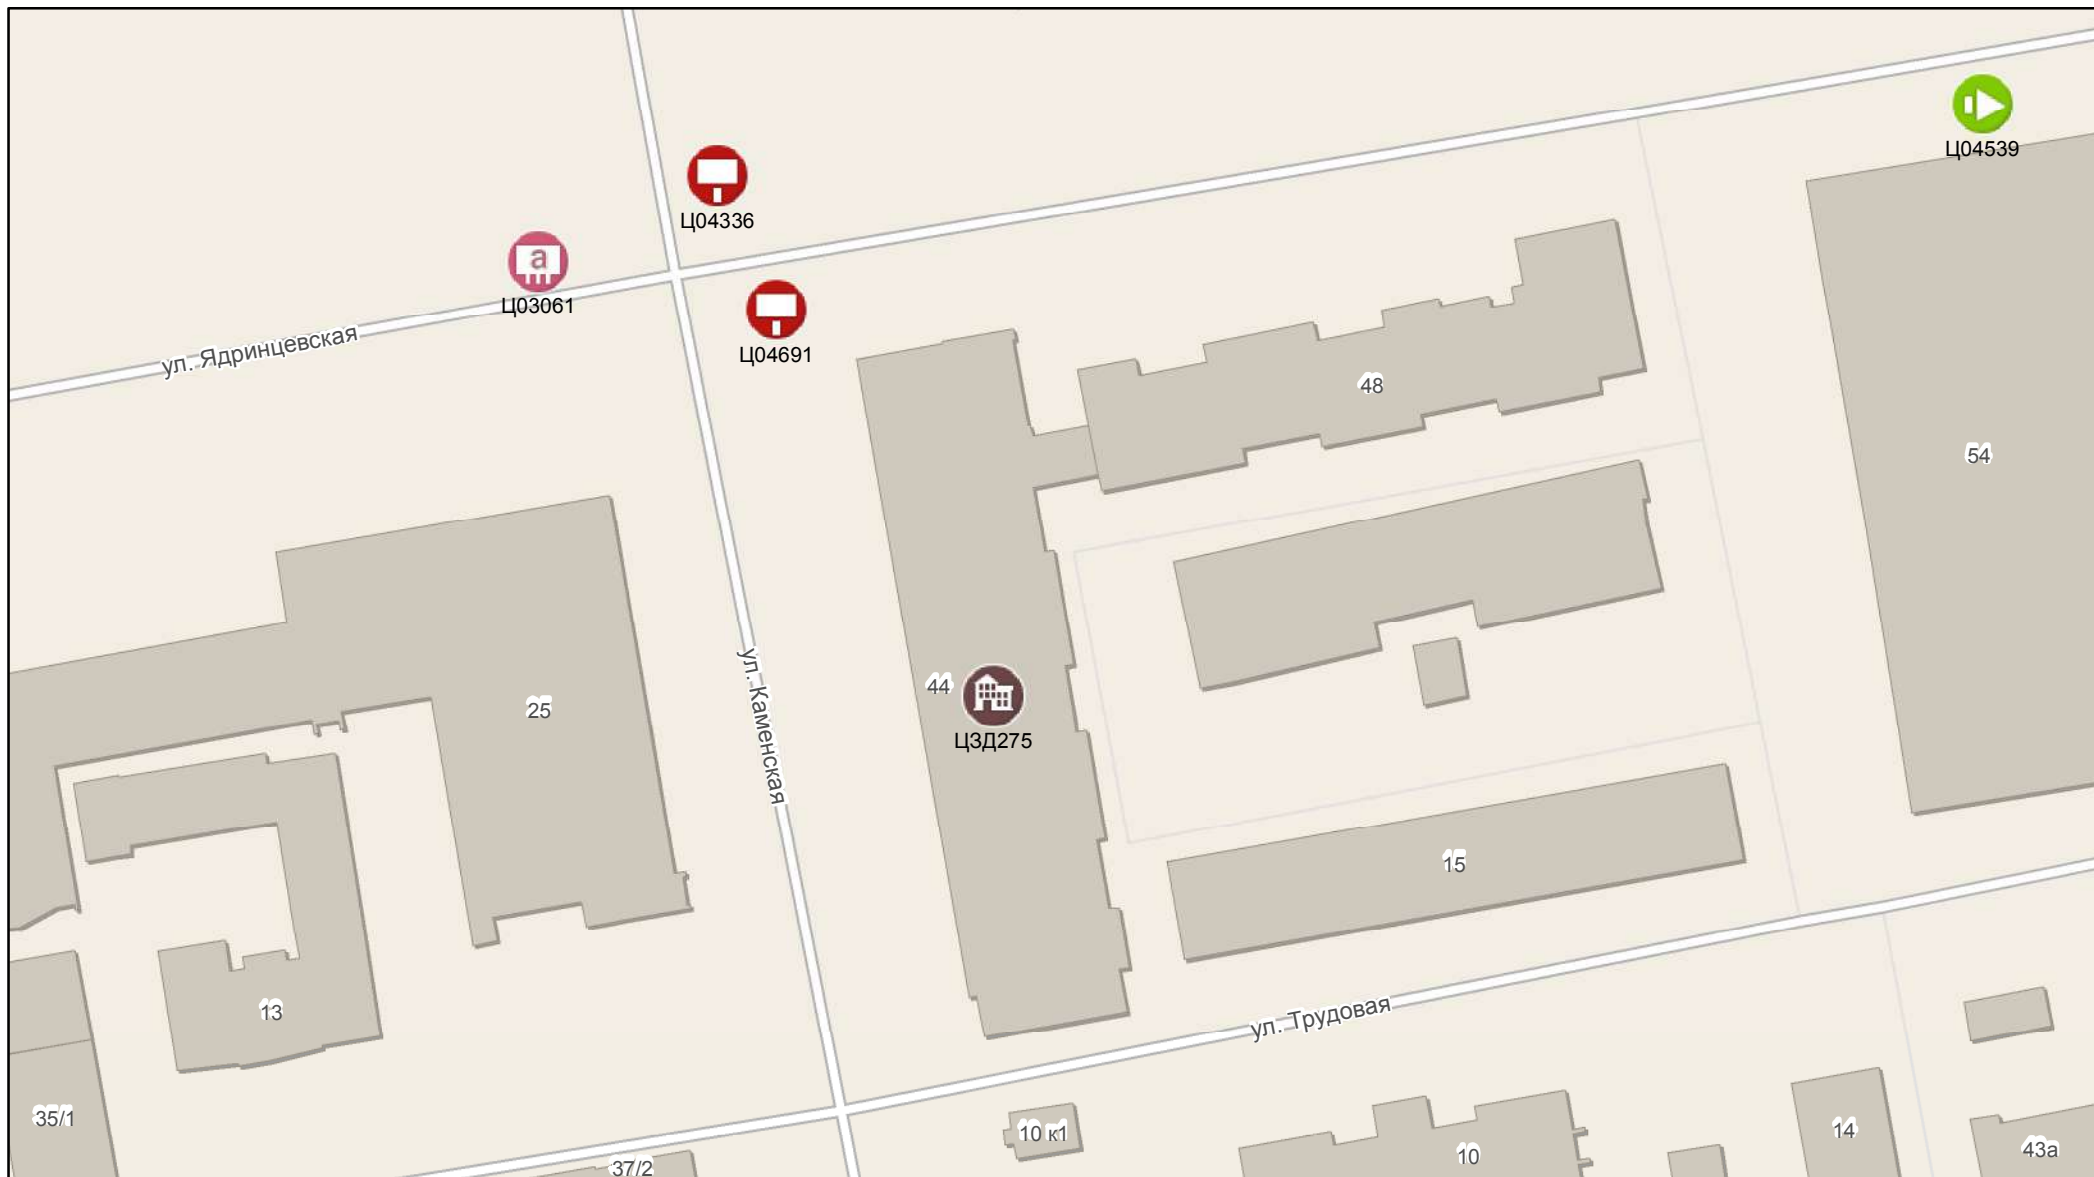 Ц04539
Ц04336
а
Ц03061
ул. Ядринцевская
Ц04691
48
54
25
ул. Каменская
44
ЦЗД275
15
13
ул. Трудовая
35/1
10 к1
37/2
10
14
43а